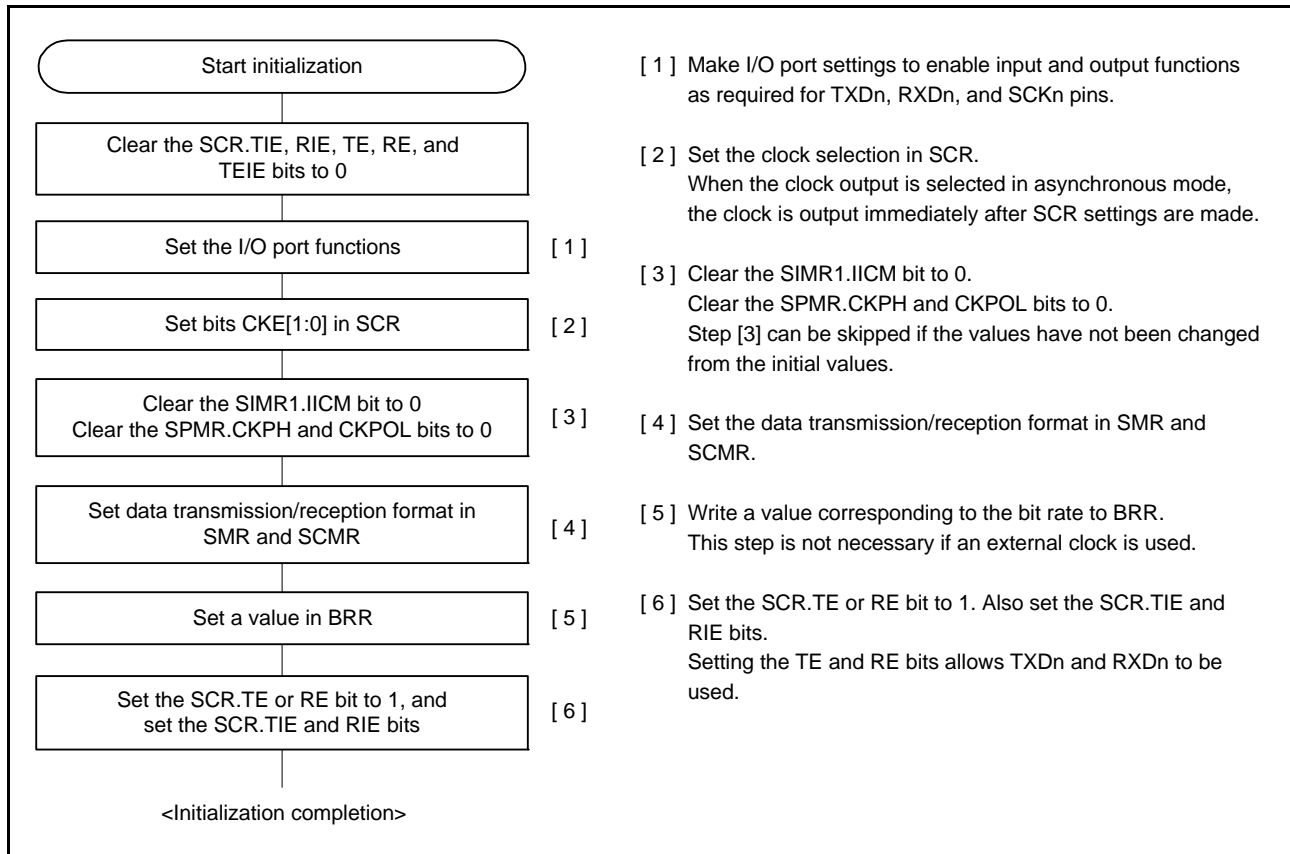 Start initialization
Clear the SCR.TIE, RIE, TE, RE, and
TEIE bits to 0
Set the I/O port functions
[ 1 ]
Set bits CKE[1:0] in SCR
[ 2 ]
Clear the SIMR1.IICM bit to 0
Clear the SPMR.CKPH and CKPOL bits to 0
[ 3 ]
Set data transmission/reception format in
SMR and SCMR
[ 4 ]
Set a value in BRR
[ 5 ]
Set the SCR.TE or RE bit to 1, and
set the SCR.TIE and RIE bits
[ 6 ]
<Initialization completion>
[ 1 ] Make I/O port settings to enable input and output functions
as required for TXDn, RXDn, and SCKn pins.
[ 2 ] Set the clock selection in SCR.
When the clock output is selected in asynchronous mode,
the clock is output immediately after SCR settings are made.
[ 3 ] Clear the SIMR1.IICM bit to 0.
Clear the SPMR.CKPH and CKPOL bits to 0.
Step [3] can be skipped if the values have not been changed
from the initial values.
[ 4 ] Set the data transmission/reception format in SMR and
SCMR.
[ 5 ] Write a value corresponding to the bit rate to BRR.
This step is not necessary if an external clock is used.
[ 6 ] Set the SCR.TE or RE bit to 1. Also set the SCR.TIE and
RIE bits.
Setting the TE and RE bits allows TXDn and RXDn to be
used.